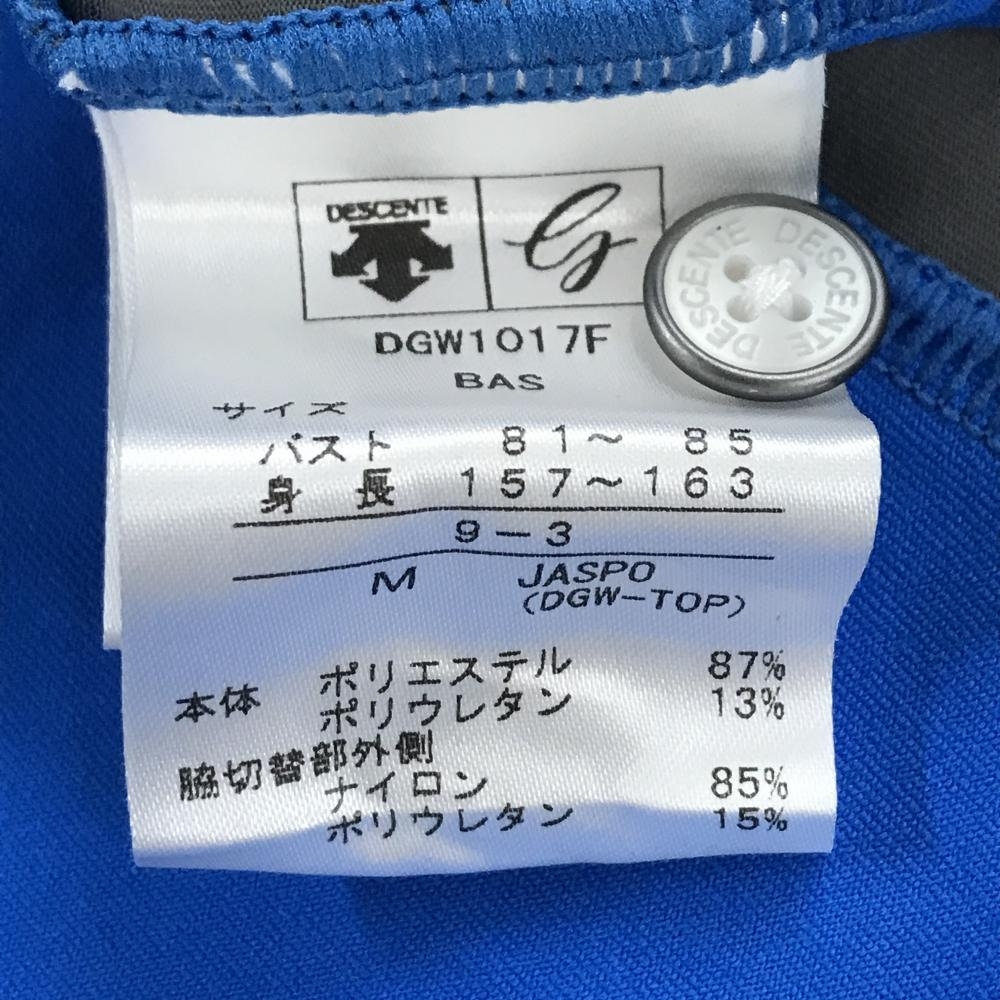 DESCENTE G
DGW1017F
BAS
DESCENTE DESCENTE
サイズ
バスト 81~ 85
身 長 157~163
9-3
M JASPO
(DGW-TOP)
本体 ポリエステル 87%
ポリウレタン 13%
脇切替部外側
ナイロン 85%
ポリウレタン 15%